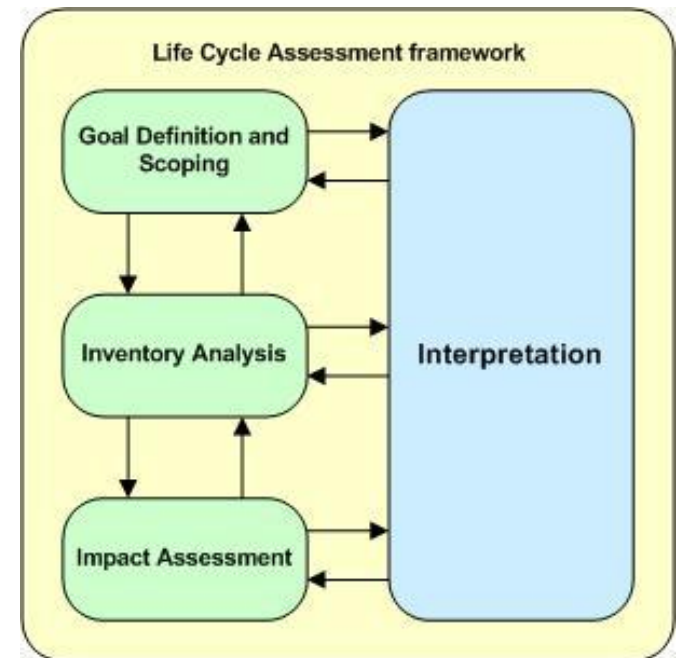 Life Cycle Assessment framework
Goal Definition and
Scoping
Inventory Analysis
Interpretation
Impact Assessment